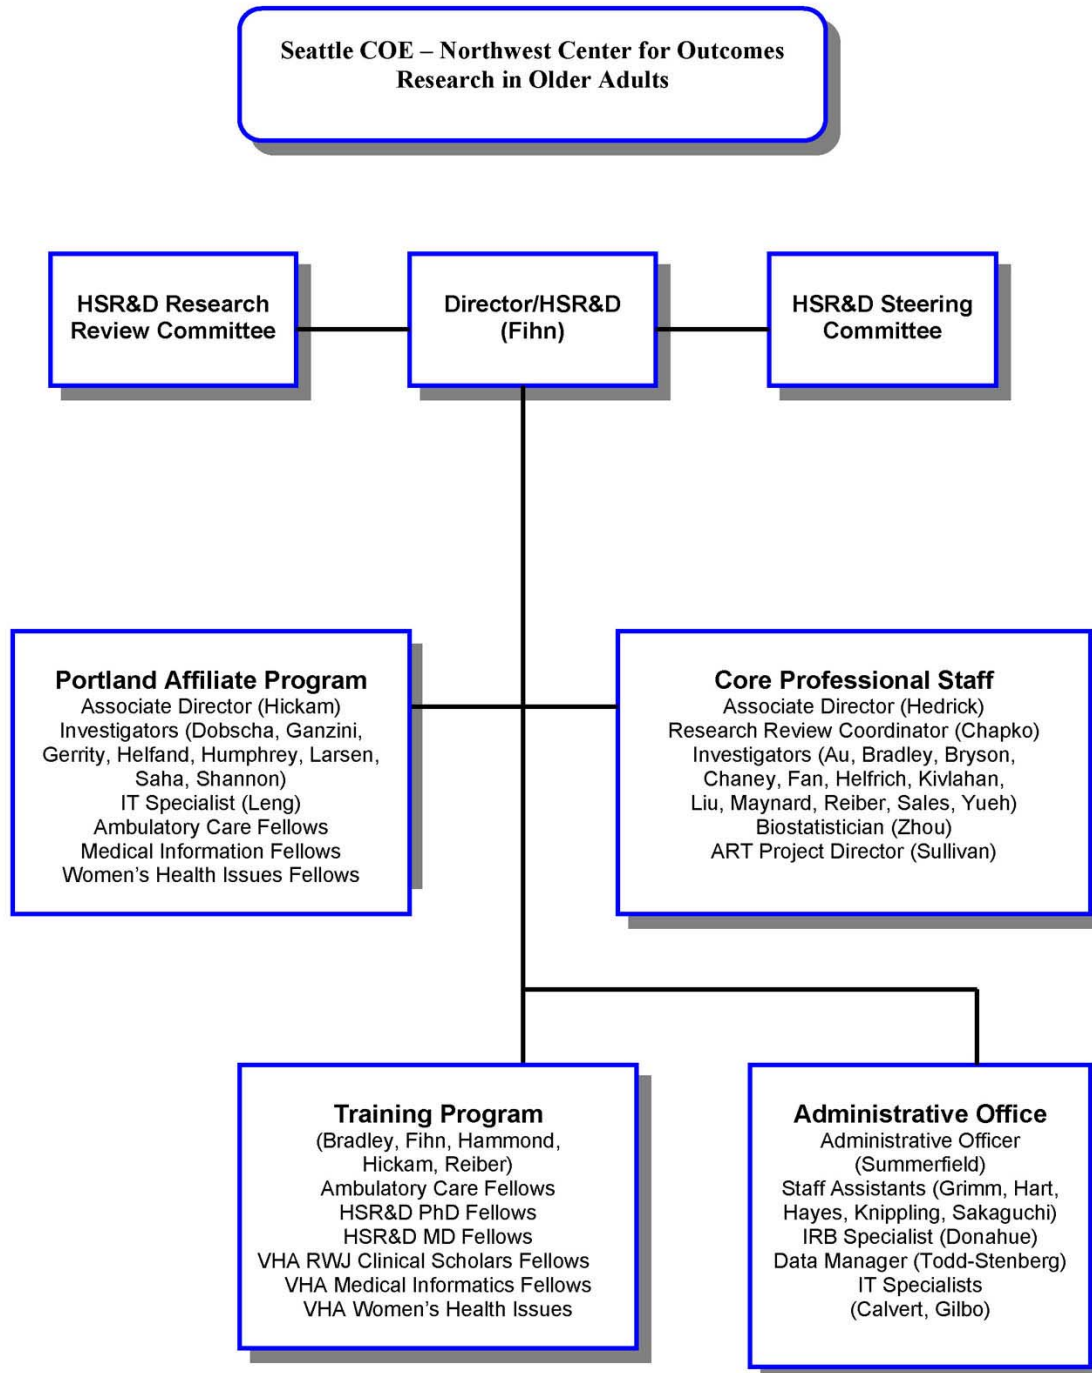 Seattle COE – Northwest Center for Outcomes
Research in Older Adults
HSR&D Research
Review Committee
Director/HSR&D
(Fihn)
HSR&D Steering
Committee
Portland Affiliate Program
Associate Director (Hickam)
Investigators (Dobscha, Ganzini,
Gerrity, Helfand, Humphrey, Larsen,
Saha, Shannon)
IT Specialist (Leng)
Ambulatory Care Fellows
Medical Information Fellows
Women’s Health Issues Fellows
Core Professional Staff
Associate Director (Hedrick)
Research Review Coordinator (Chapko)
Investigators (Au, Bradley, Bryson,
Chaney, Fan, Helfrich, Kivlahan,
Liu, Maynard, Reiber, Sales, Yueh)
Biostatistician (Zhou)
ART Project Director (Sullivan)
Training Program
(Bradley, Fihn, Hammond,
Hickam, Reiber)
Ambulatory Care Fellows
HSR&D PhD Fellows
HSR&D MD Fellows
VHA RWJ Clinical Scholars Fellows
VHA Medical Informatics Fellows
VHA Women’s Health Issues
Administrative Office
Administrative Officer
(Summerfield)
Staff Assistants (Grimm, Hart,
Hayes, Knippling, Sakaguchi)
IRB Specialist (Donahue)
Data Manager (Todd-Stenberg)
IT Specialists
(Calvert, Gilbo)